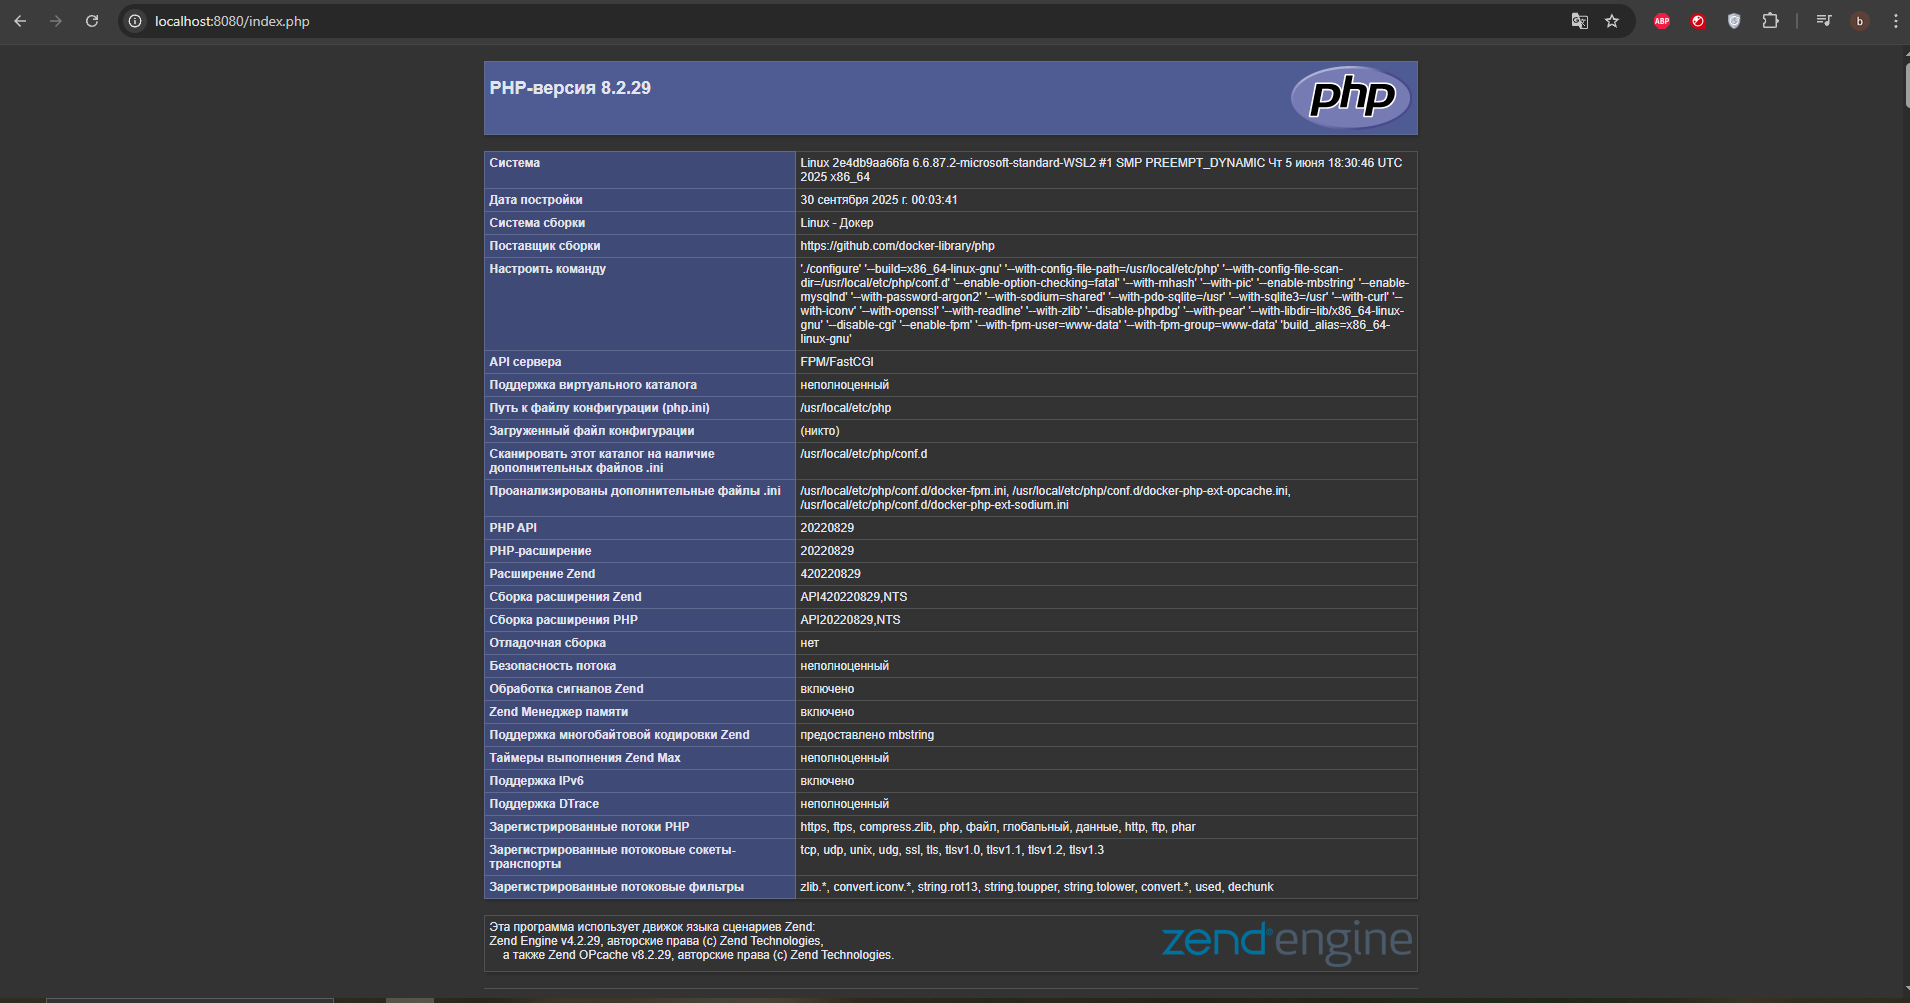 localhost:8080/index.php
ABP
b
PHP-версия 8.2.29
php
Система
Linux 2e4db9aa66fa 6.6.87.2-microsoft-standard-WSL2 #1 SMP PREEMPT_DYNAMIC Чт 5 июня 18:30:46 UTC
2025 x86_64
Дата постройки
30 сентября 2025 г. 00:03:41
Система сборки
Linux - Докер
Поставщик сборки
https://github.com/docker-library/php
Настроить команду
'./configure' '--build=x86_64-linux-gnu' '--with-config-file-path=/usr/local/etc/php' '--with-config-file-scan-
dir=/usr/local/etc/php/conf.d' '--enable-option-checking=fatal' '--with-mhash' '--with-pic' '--enable-mbstring' '--enable-
mysqlnd' '--with-password-argon2' '--with-sodium=shared' '--with-pdo-sqlite=/usr' '--with-sqlite3=/usr' '--with-curl' '--
with-iconv' '--with-openssl' '--with-readline' '--with-zlib' '--disable-phpdbg' '--with-pear' '--with-libdir=lib/x86_64-linux-
gnu' '--disable-cgi' '--enable-fpm' '--with-fpm-user=www-data' '--with-fpm-group=www-data' 'build_alias=x86_64-
linux-gnu'
API сервера
FPM/FastCGI
Поддержка виртуального каталога
неполноценный
Путь к файлу конфигурации (php.ini)
/usr/local/etc/php
Загруженный файл конфигурации
(никто)
Сканировать этот каталог на наличие
дополнительных файлов .ini
/usr/local/etc/php/conf.d
Проанализированы дополнительные файлы .ini
/usr/local/etc/php/conf.d/docker-fpm.ini, /usr/local/etc/php/conf.d/docker-php-ext-opcache.ini,
/usr/local/etc/php/conf.d/docker-php-ext-sodium.ini
PHP API
20220829
PHP-расширение
20220829
Расширение Zend
420220829
Сборка расширения Zend
API420220829,NTS
Сборка расширения PHP
API20220829,NTS
Отладочная сборка
нет
Безопасность потока
неполноценный
Обработка сигналов Zend
включено
Zend Менеджер памяти
включено
Поддержка многобайтовой кодировки Zend
предоставлено mbstring
Таймеры выполнения Zend Max
неполноценный
Поддержка IPv6
включено
Поддержка DTrace
неполноценный
Зарегистрированные потоки PHP
https, ftps, compress.zlib, php, файл, глобальный, данные, http, ftp, phar
Зарегистрированные потоковые сокеты-
транспорты
tcp, udp, unix, udg, ssl, tls, tlsv1.0, tlsv1.1, tlsv1.2, tlsv1.3
Зарегистрированные потоковые фильтры
zlib.*, convert.iconv.*, string.rot13, string.toupper, string.tolower, convert.*, used, dechunk
Эта программа использует движок языка сценариев Zend:
Zend Engine v4.2.29, авторские права (c) Zend Technologies,
а также Zend OPcache v8.2.29, авторские права (c) Zend Technologies.
zend engine